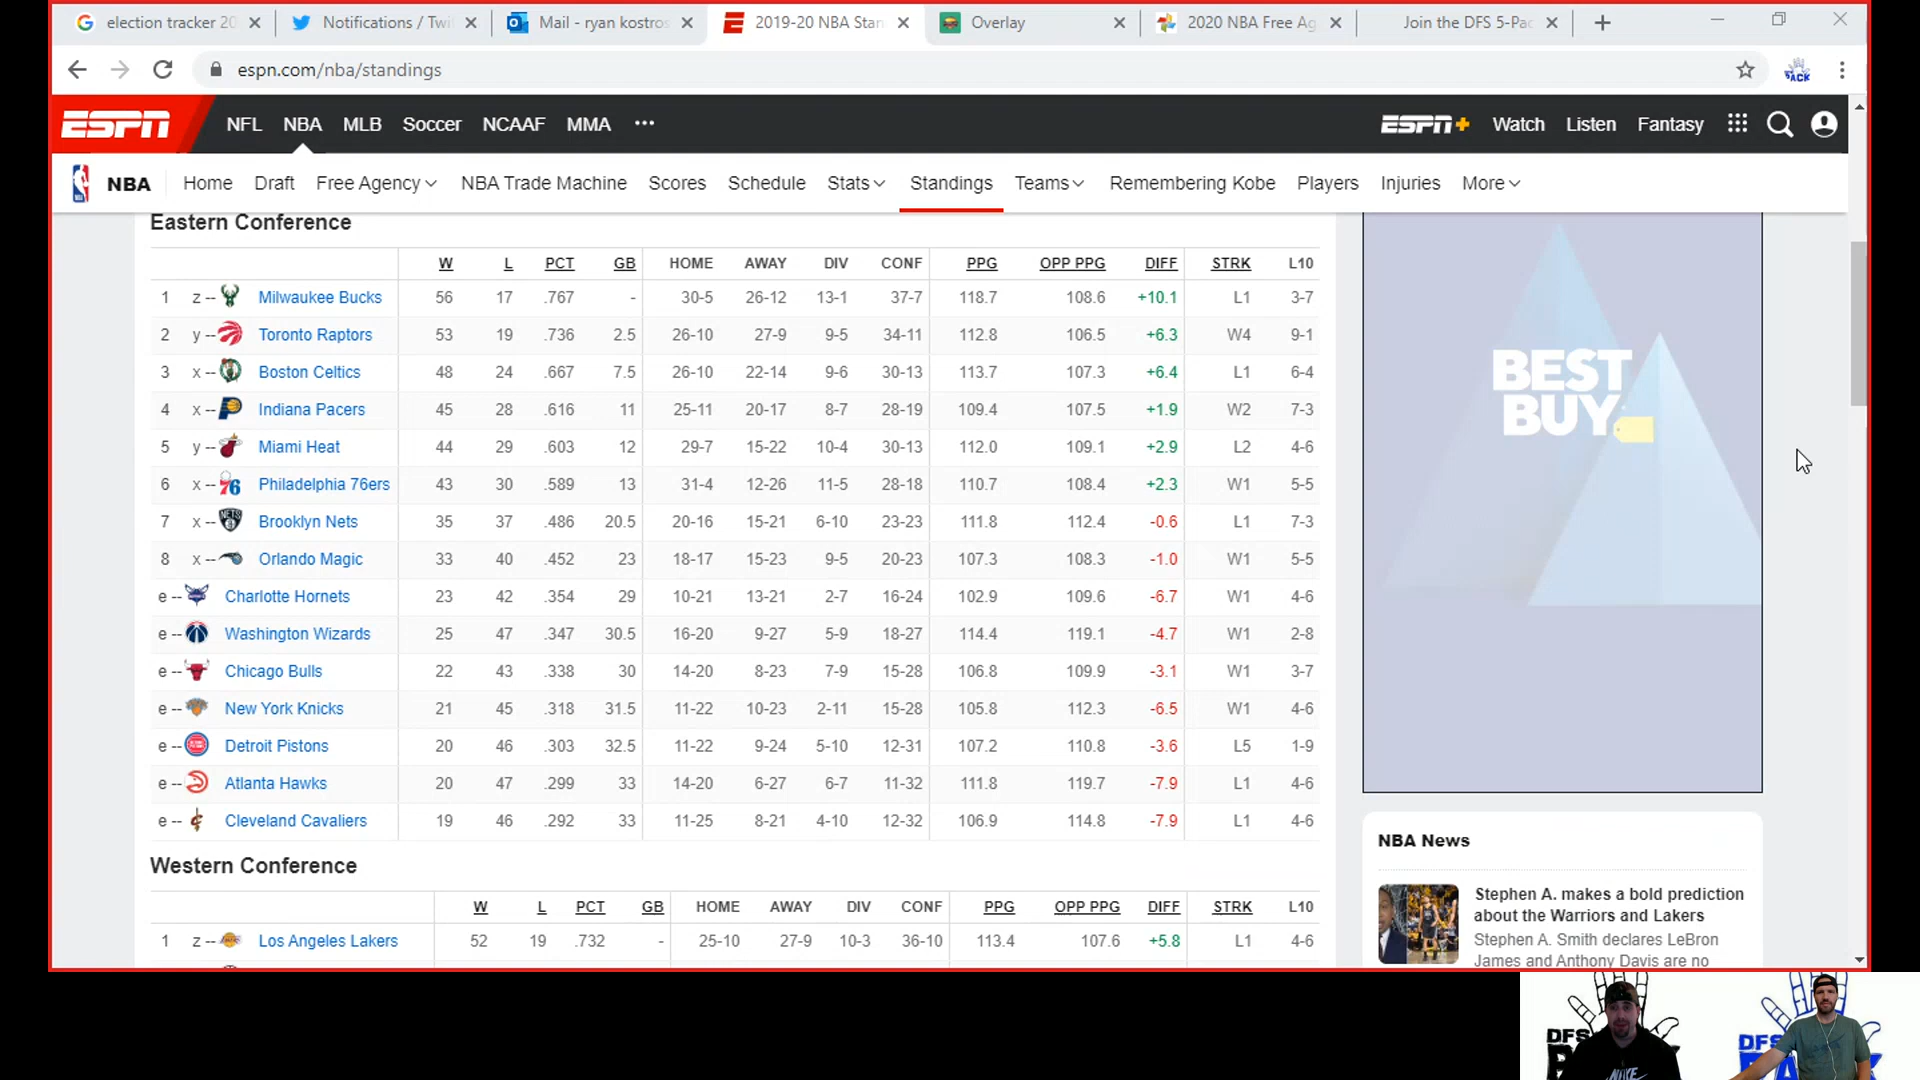 election tracker 20
Notifications / Twi
Mail - ryan kostros
2019-20 NBA Stan
Overlay
2020 NBA Free Ag
Join the DFS 5-Pac
espn.com/nba/standings
ESPN NFL NBA MLB Soccer NCAAF MMA ESPN+ Watch Listen Fantasy
NBA Home Draft Free Agency NBA Trade Machine Scores Schedule Stats Standings Teams Remembering Kobe Players Injuries More
Eastern Conference
W L PCT GB HOME AWAY DIV CONF PPG OPP PPG DIFF STRK L10
1 z -- Milwaukee Bucks 56 17 .767 - 30-5 26-12 13-1 37-7 118.7 108.6 +10.1 L1 3-7
2 y -- Toronto Raptors 53 19 .736 2.5 26-10 27-9 9-5 34-11 112.8 106.5 +6.3 W4 9-1
3 x -- Boston Celtics 48 24 .667 7.5 26-10 22-14 9-6 30-13 113.7 107.3 +6.4 L1 6-4
4 x -- Indiana Pacers 45 28 .616 11 25-11 20-17 8-7 28-19 109.4 107.5 +1.9 W2 7-3
5 y -- Miami Heat 44 29 .603 12 29-7 15-22 10-4 30-13 112.0 109.1 +2.9 L2 4-6
6 x -- Philadelphia 76ers 43 30 .589 13 31-4 12-26 11-5 28-18 110.7 108.4 +2.3 W1 5-5
7 x -- Brooklyn Nets 35 37 .486 20.5 20-16 15-21 6-10 23-23 111.8 112.4 -0.6 L1 7-3
8 x -- Orlando Magic 33 40 .452 23 18-17 15-23 9-5 20-23 107.3 108.3 -1.0 W1 5-5
e -- Charlotte Hornets 23 42 .354 29 10-21 13-21 2-7 16-24 102.9 109.6 -6.7 W1 4-6
e -- Washington Wizards 25 47 .347 30.5 16-20 9-27 5-9 18-27 114.4 119.1 -4.7 W1 2-8
e -- Chicago Bulls 22 43 .338 30 14-20 8-23 7-9 15-28 106.8 109.9 -3.1 W1 3-7
e -- New York Knicks 21 45 .318 31.5 11-22 10-23 2-11 15-28 105.8 112.3 -6.5 W1 4-6
e -- Detroit Pistons 20 46 .303 32.5 11-22 9-24 5-10 12-31 107.2 110.8 -3.6 L5 1-9
e -- Atlanta Hawks 20 47 .299 33 14-20 6-27 6-7 11-32 111.8 119.7 -7.9 L1 4-6
e -- Cleveland Cavaliers 19 46 .292 33 11-25 8-21 4-10 12-32 106.9 114.8 -7.9 L1 4-6
Western Conference
W L PCT GB HOME AWAY DIV CONF PPG OPP PPG DIFF STRK L10
1 z -- Los Angeles Lakers 52 19 .732 - 25-10 27-9 10-3 36-10 113.4 107.6 +5.8 L1 4-6
BEST
BUY
NBA News
Stephen A. makes a bold prediction
about the Warriors and Lakers
Stephen A. Smith declares LeBron
James and Anthony Davis are no
DFS
NIKE
DFS